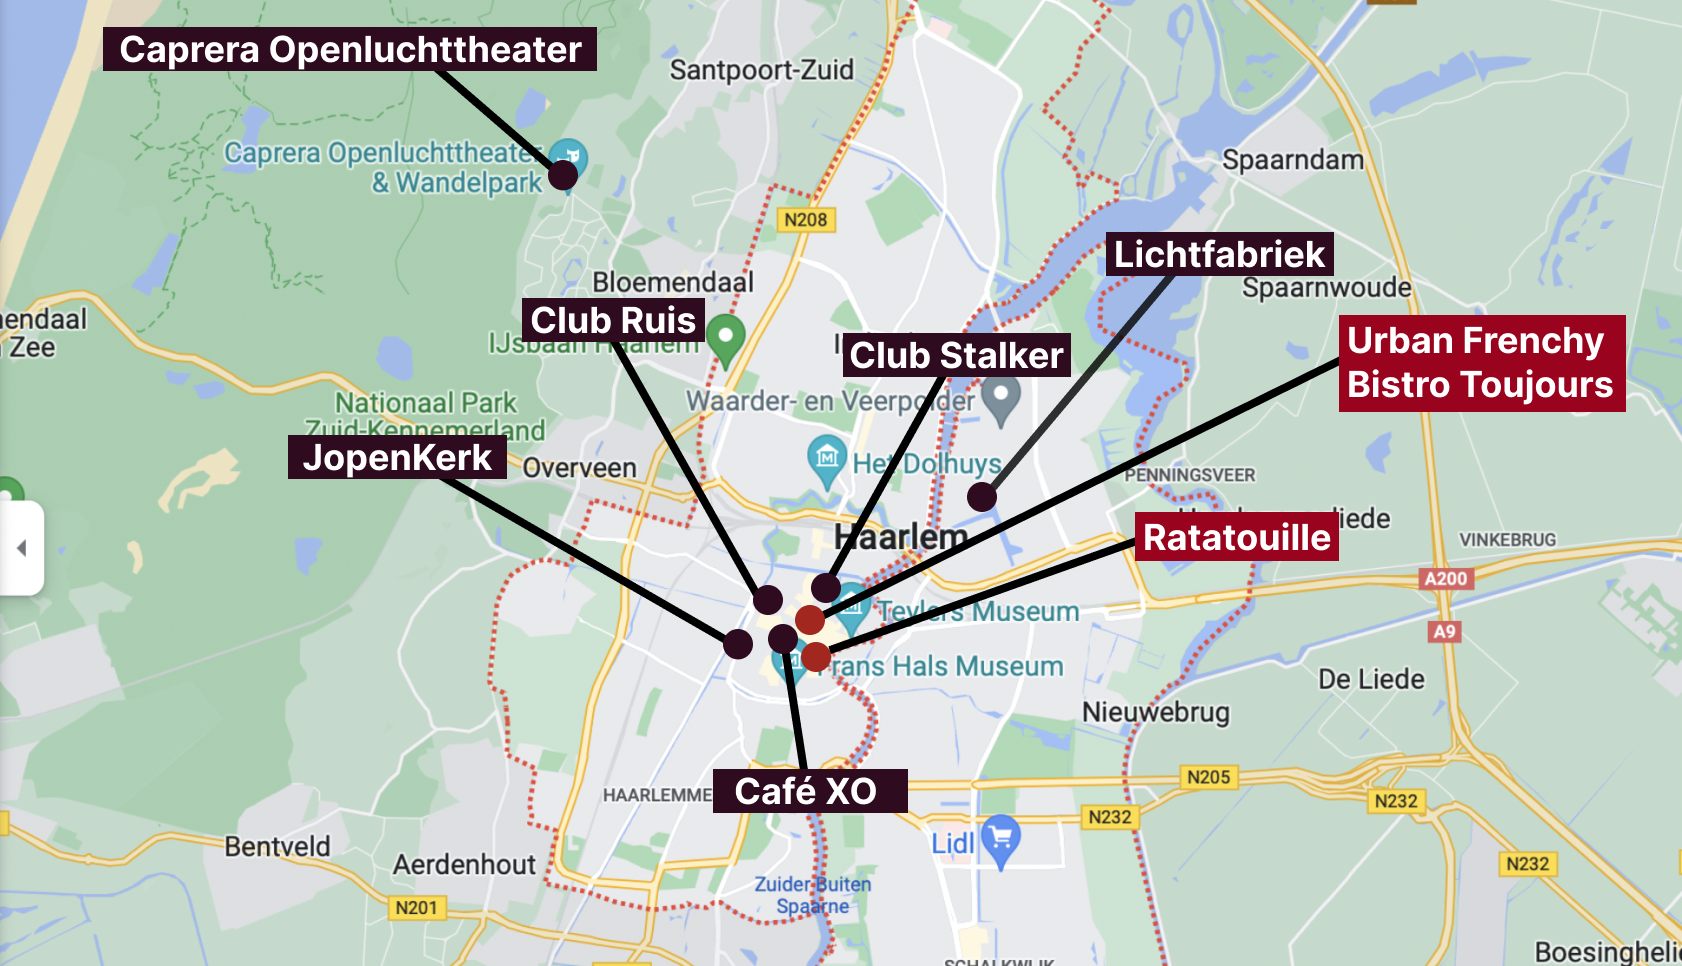 Caprera Openluchttheater
Santpoort-Zuid
Caprera Openluchttheater
& Wandelpark
Spaarndam
N208
Lichtfabriek
Bloemendaal
Spaarnwoude
Club Ruis
Urban Frenchy
Bistro Toujours
IJsbaan Haarlem
Club Stalker
endaal
Zee
Nationaal Park
Zuid-Kennemerland
Waarder- en Veerpolder
JopenKerk
Overveen
Het Dolhuys
PENNINGSVEER
Haarlem
liede
Ratatouille
VINKEBRUG
A200
Teylers Museum
A9
Frans Hals Museum
De Liede
Nieuwebrug
N205
Café XO
HAARLEMME
N232
N232
Lidl
Bentveld
Aerdenhout
N232
Zuider Buiten
Spaarne
N201
Boesinghelie
SCHALKWIJK